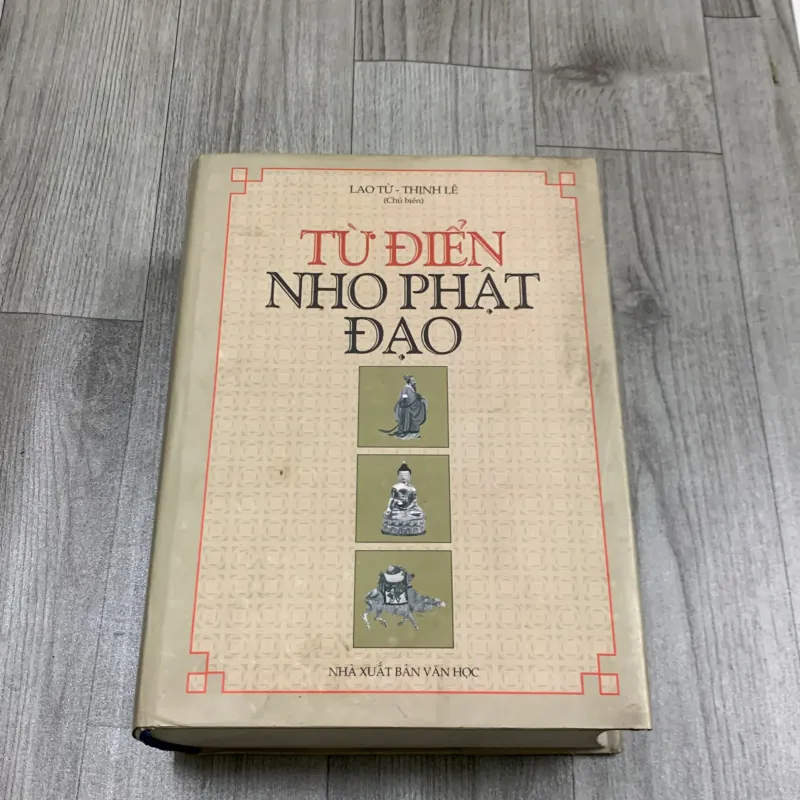 LAO TỬ - THỊNH LÊ
(Chủ biên)
TỪ ĐIỂN
NHO PHẬT
ĐẠO
NHÀ XUẤT BẢN VĂN HỌC